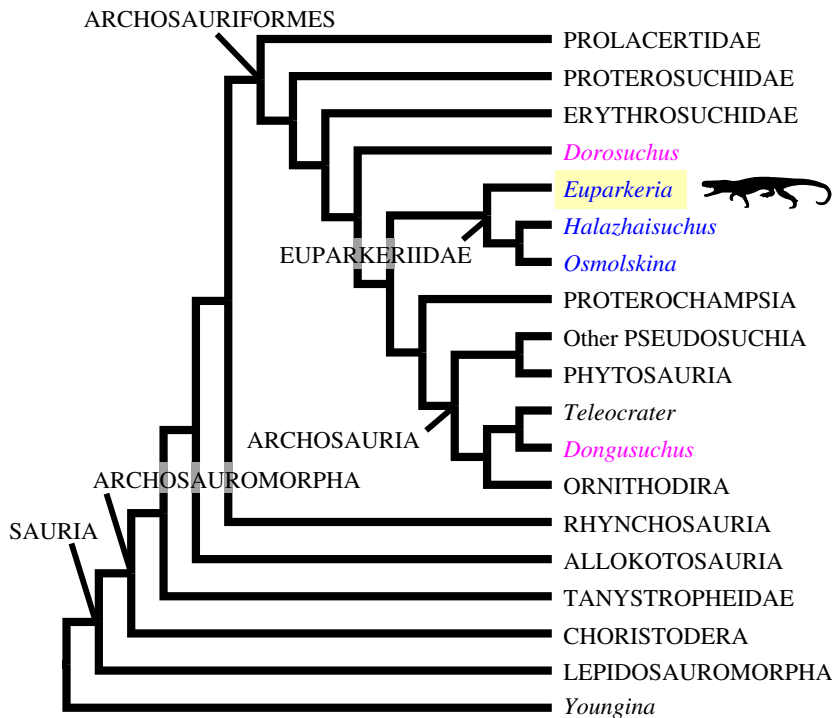 ARCHOSAURIFORMES
PROLACERTIDAE
PROTEROSUCHIDAE
ERYTHROSUCHIDAE
Dorosuchus
Euparkeria
Halazhaisuchus
EUPARKERIIDAE
Osmolskina
PROTEROCHAMPSIA
Other PSEUDOSUCHIA
PHYTOSAURIA
Teleocrater
ARCHOSAURIA
Dongusuchus
ARCHOSAUROMORPHA
ORNITHODIRA
RHYNCHOSAURIA
SAURIA
ALLOKOTOSAURIA
TANYSTROPHEIDAE
CHORISTODERA
LEPIDOSAUROMORPHA
Youngina